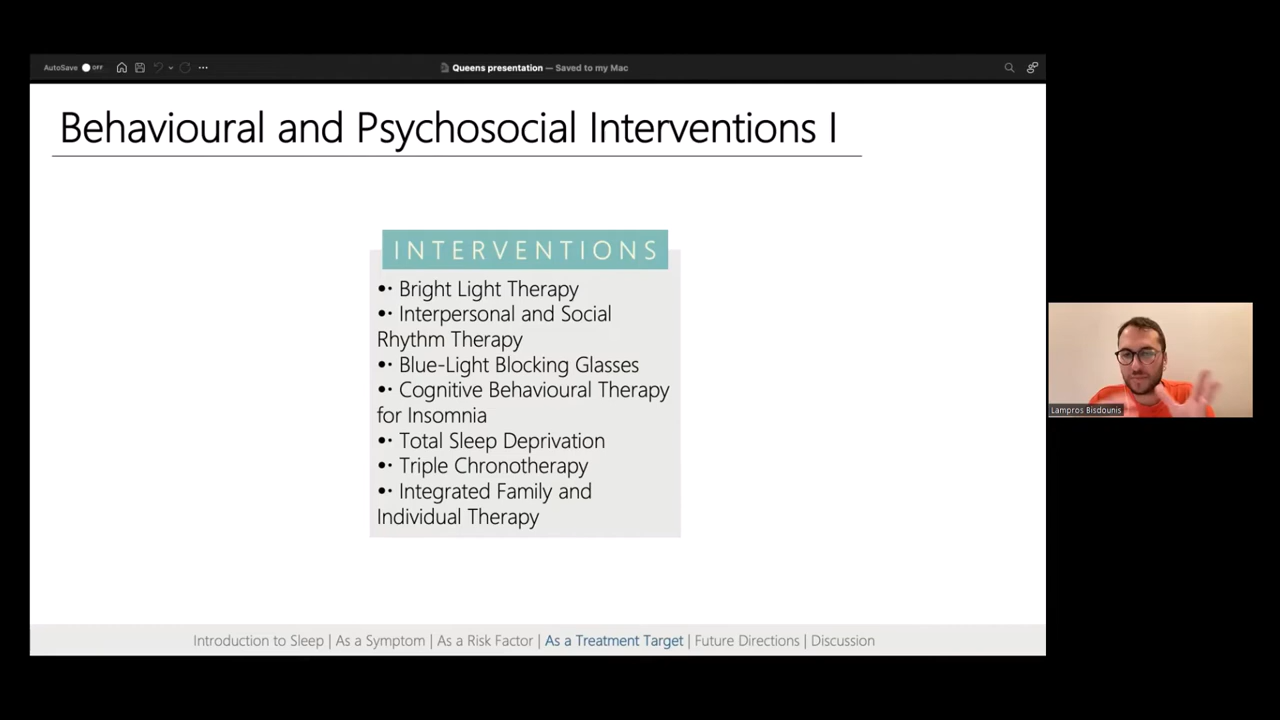 AutoSave OFF
Queens presentation — Saved to my Mac
Behavioural and Psychosocial Interventions I
INTERVENTIONS
•· Bright Light Therapy
•· Interpersonal and Social
Rhythm Therapy
•· Blue-Light Blocking Glasses
•· Cognitive Behavioural Therapy
for Insomnia
•· Total Sleep Deprivation
•· Triple Chronotherapy
•· Integrated Family and
Individual Therapy
Lampros Bisdounis
Introduction to Sleep | As a Symptom | As a Risk Factor | As a Treatment Target | Future Directions | Discussion